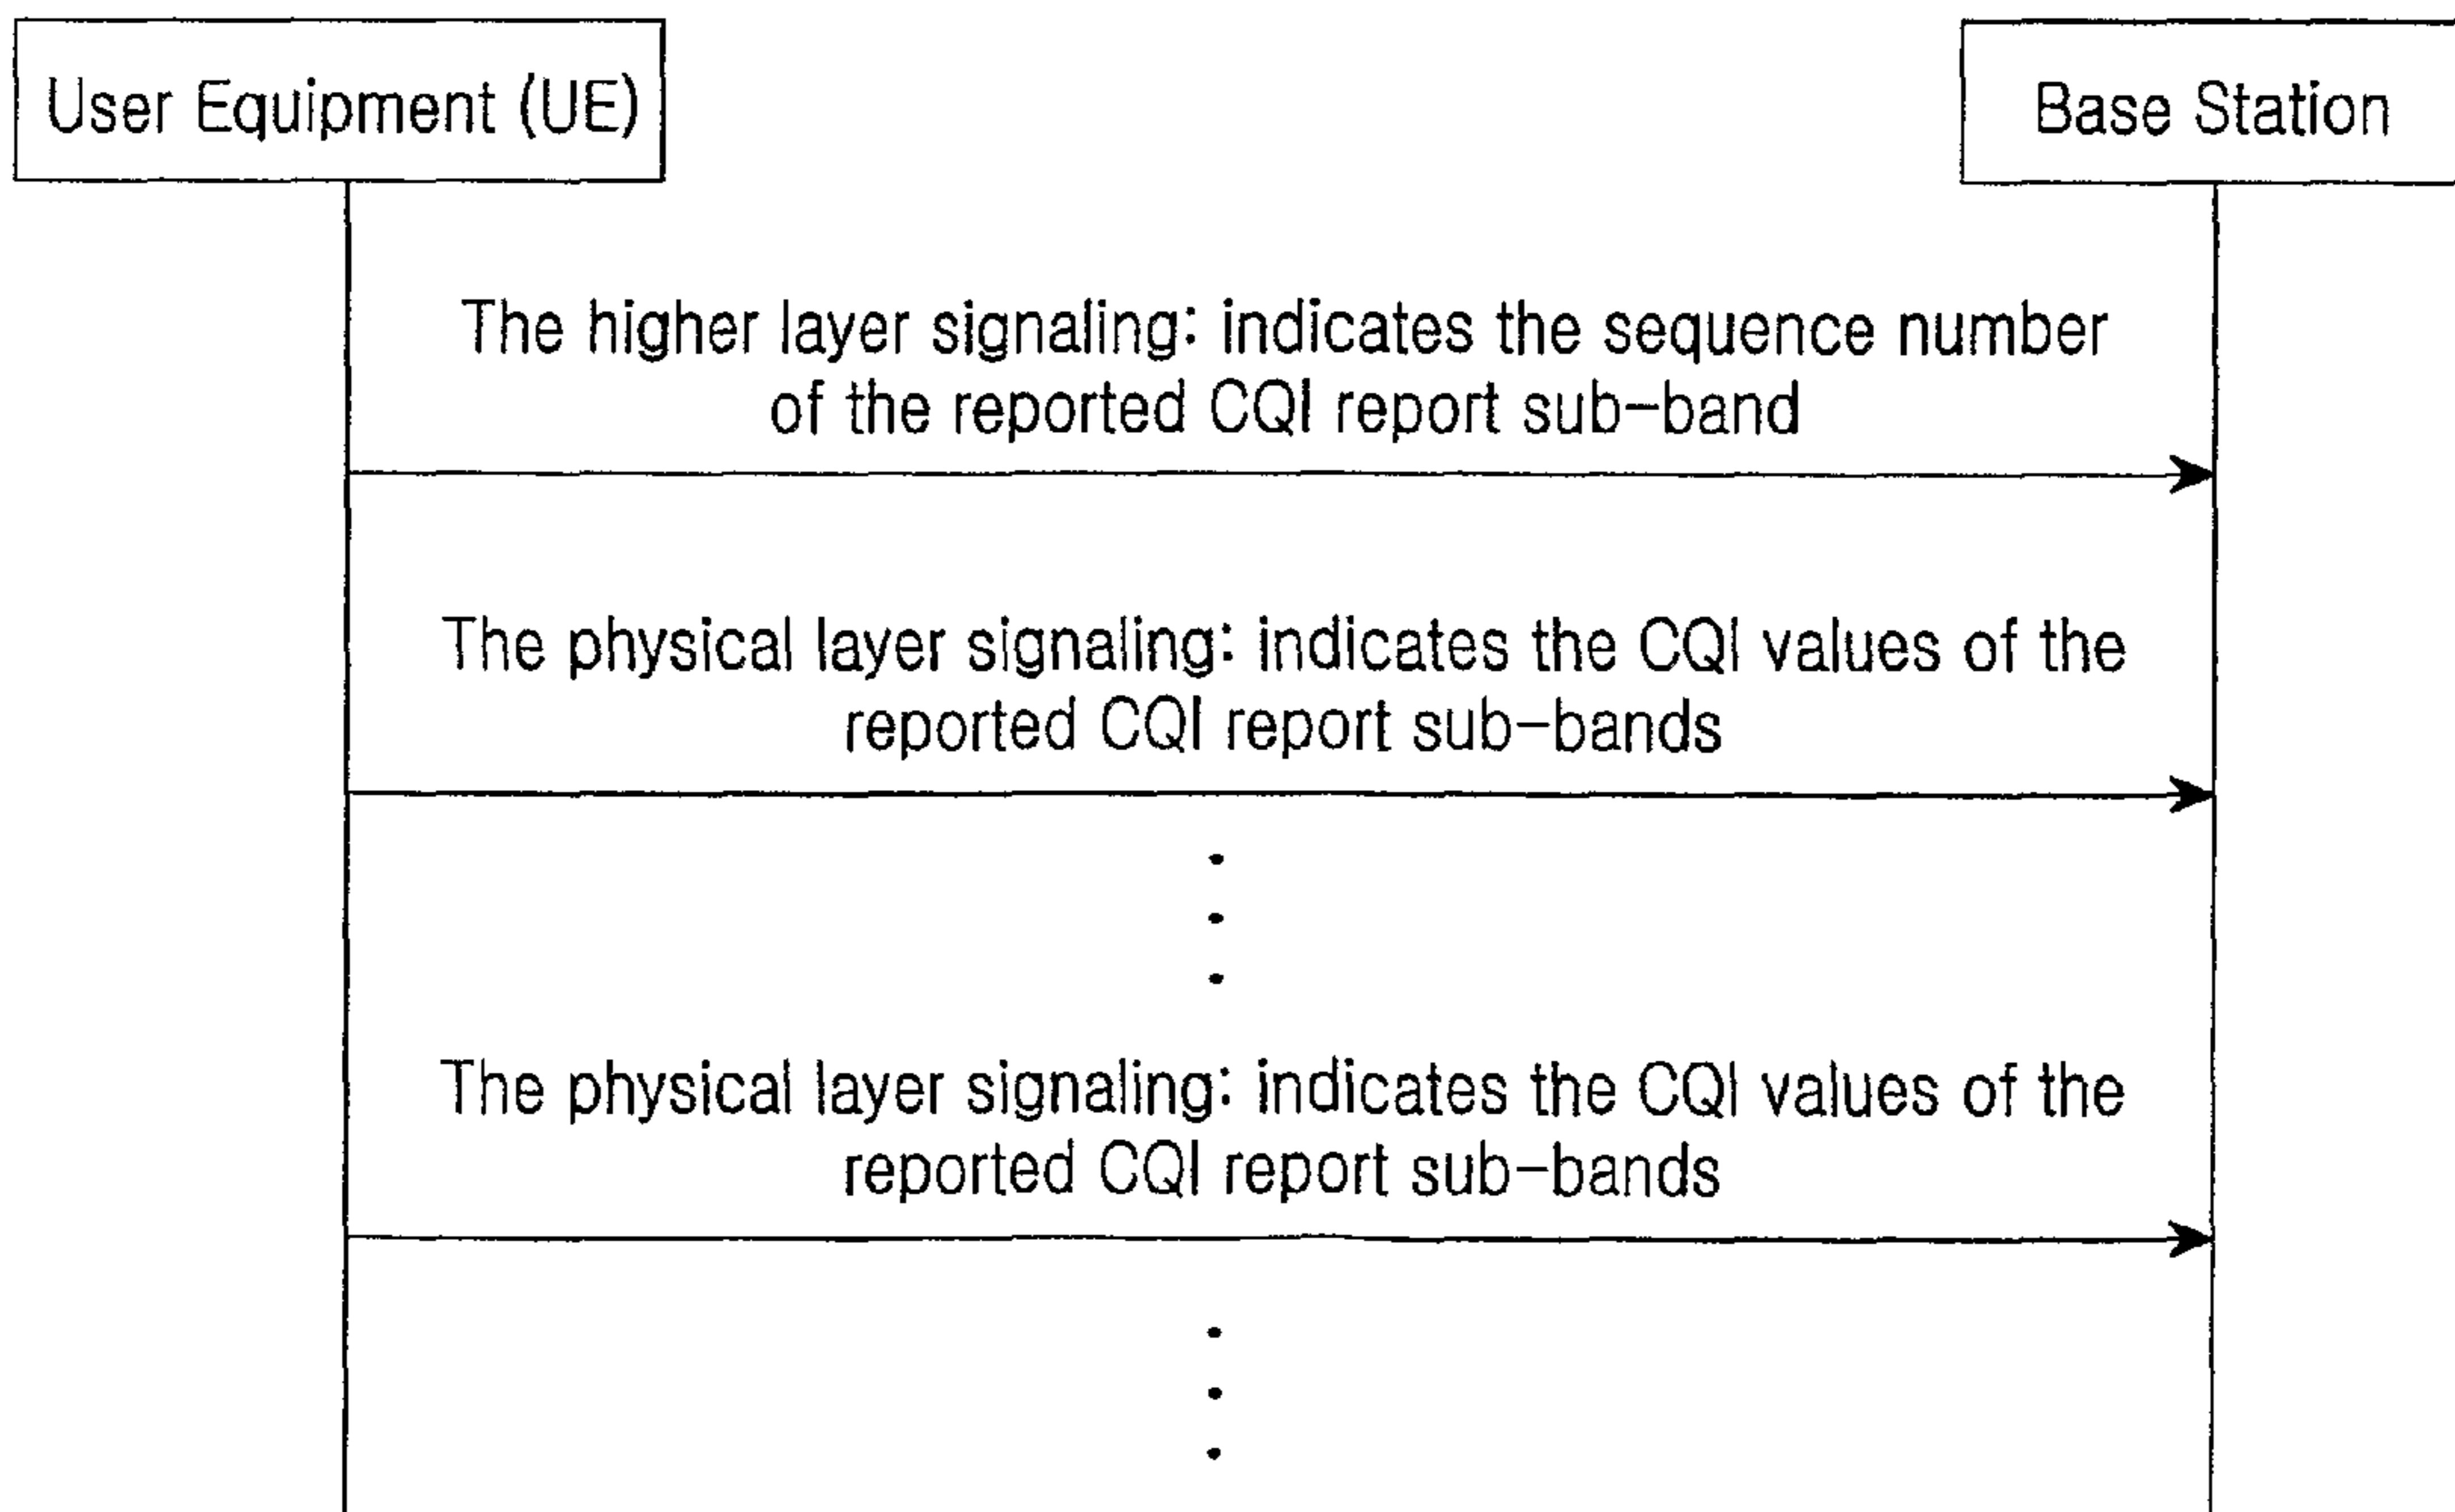 User Equipment (UE)
Base Station
The higher layer signaling: indicates the sequence number
of the reported CQI report sub-band
The physical layer signaling: indicates the CQI values of the
reported CQI report sub-bands
The physical layer signaling: indicates the CQI values of the
reported CQI report sub-bands